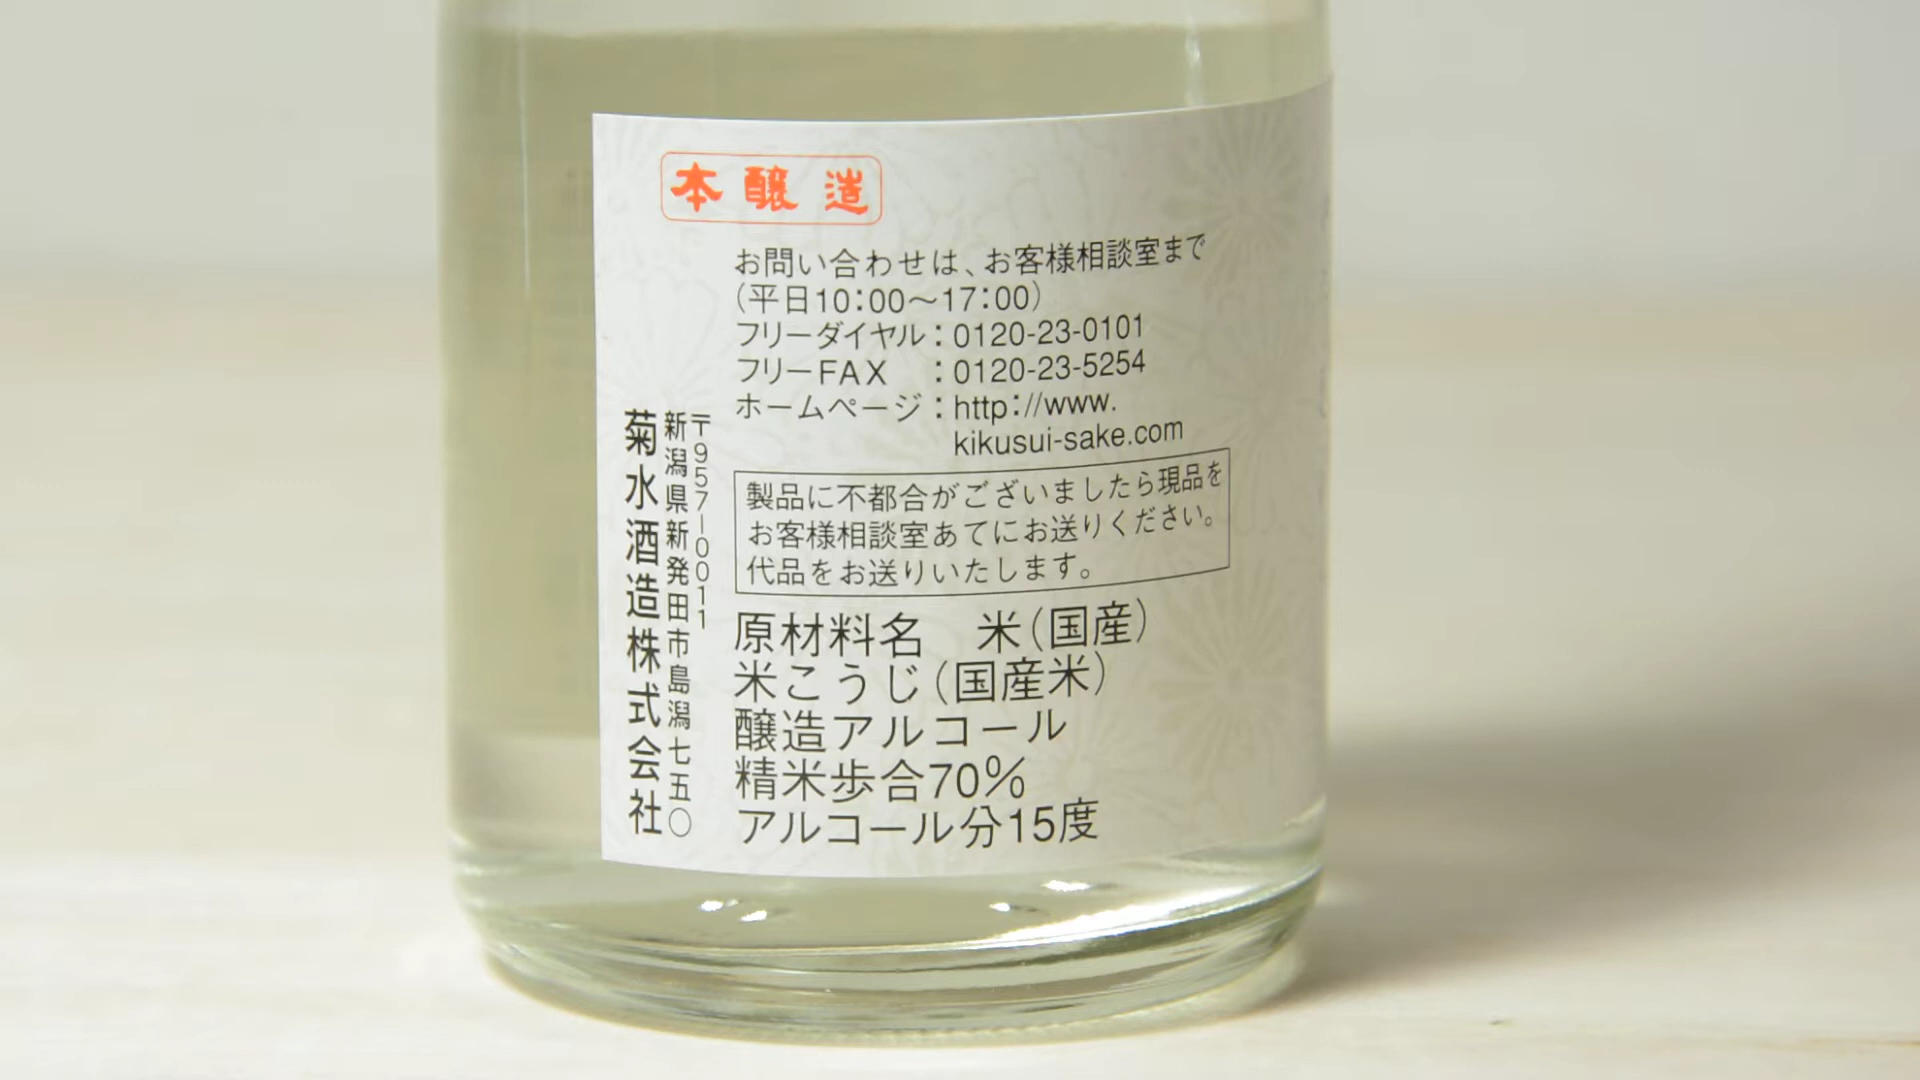 本醸造
お問い合わせは、お客様相談室まで
(平日10:00〜17:00)
フリーダイヤル:0120-23-0101
フリーFAX :0120-23-5254
ホームページ:http://www.
kikusui-sake.com
製品に不都合がございましたら現品を
お客様相談室あてにお送りください。
代品をお送りいたします。
原材料名 米(国産)
米こうじ(国産米)
醸造アルコール
精米歩合70%
アルコール分15度
〒957-0011
新潟県新発田市島潟七五〇
菊水酒造株式会社